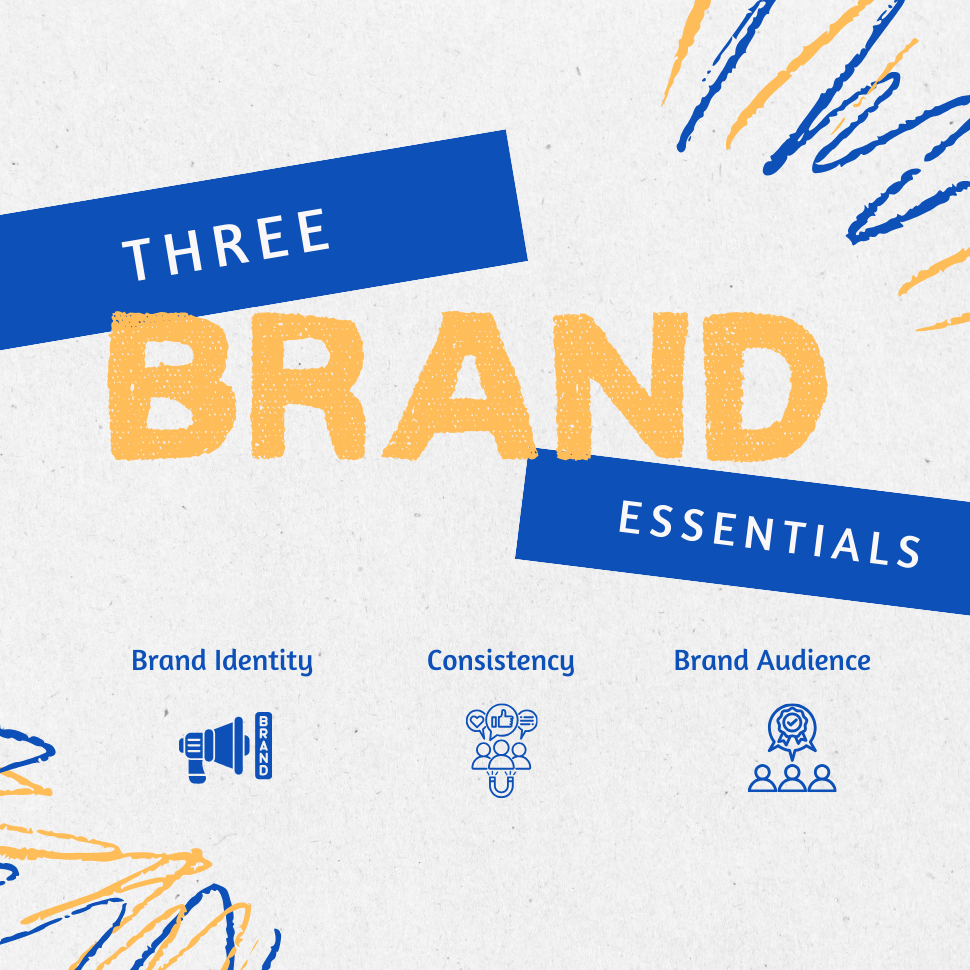 THREE
BRAND
ESSENTIALS
Brand Identity
Consistency
Brand Audience
BRAND